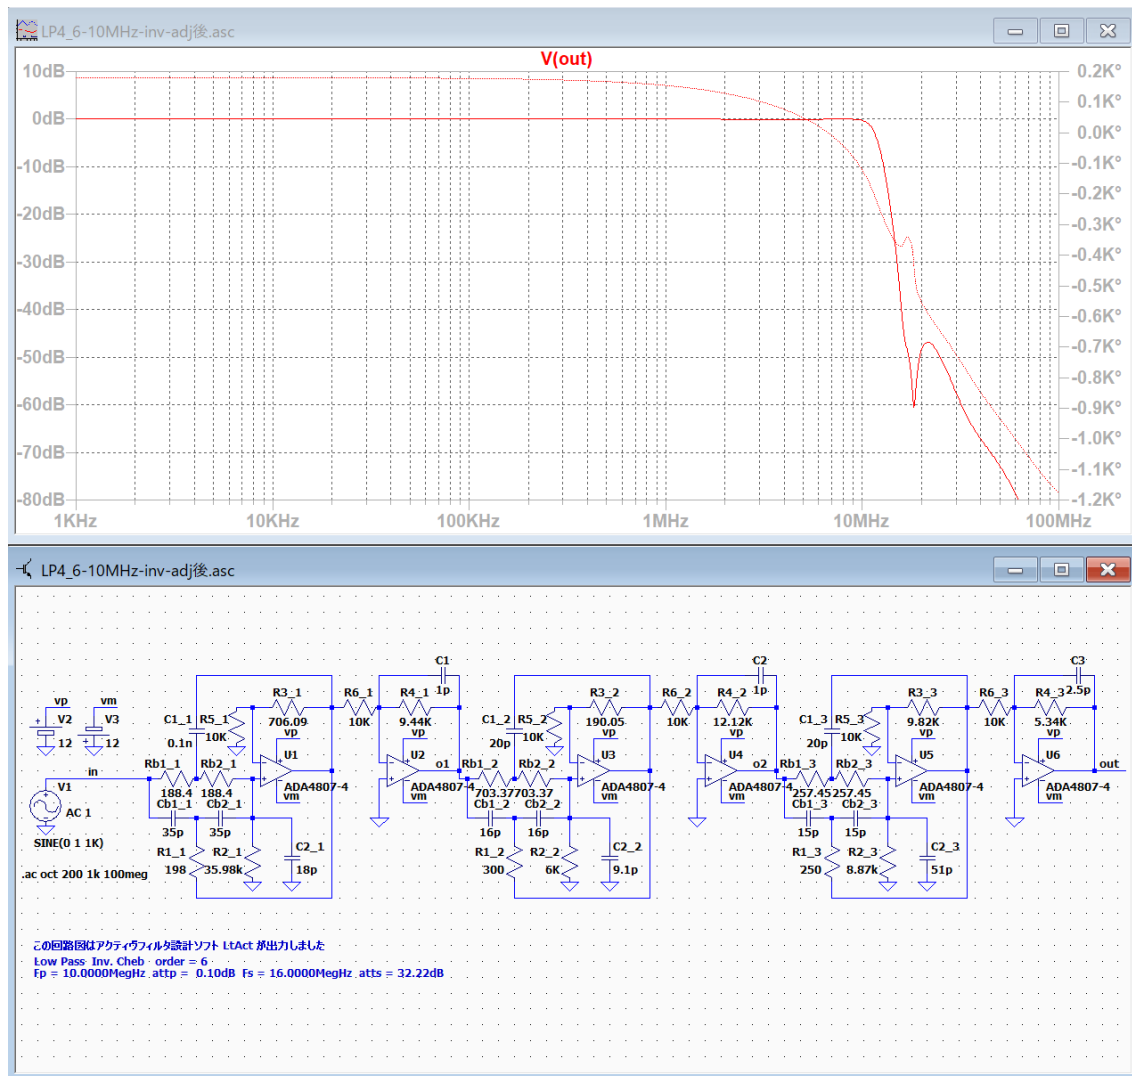 LP4_6-10MHz-inv-adj後.asc
V(out)
10dB
0dB
-10dB
-20dB
-30dB
-40dB
-50dB
-60dB
-70dB
-80dB
0.2K°
0.1K°
0.0K°
-0.1K°
-0.2K°
-0.3K°
-0.4K°
-0.5K°
-0.6K°
-0.7K°
-0.8K°
-0.9K°
-1.0K°
-1.1K°
-1.2K°
1KHz 10KHz 100KHz 1MHz 10MHz 100MHz
LP4_6-10MHz-inv-adj後.asc
vp
V2
12
vm
V3
12
in
V1
AC 1
SINE(0 1 1K)
.ac oct 200 1k 100meg
C1_1
0.1n
R5_1
10K
R3_1
706.09
vp
U1
ADA4807-4
vm
Rb1_1
188.4
Rb2_1
188.4
Cb1_1
35p
Cb2_1
35p
R1_1
198
R2_1
35.98k
C2_1
18p
R6_1
10K
C1
1p
R4_1
9.44K
vp
U2
ADA4807-4
vm
o1
C1_2
20p
R5_2
10K
R3_2
190.05
vp
U3
ADA4807-4
vm
Rb1_2
703.37
Rb2_2
703.37
Cb1_2
16p
Cb2_2
16p
R1_2
300
R2_2
6K
C2_2
9.1p
R6_2
10K
C2
1p
R4_2
12.12K
vp
U4
ADA4807-4
vm
o2
C1_3
20p
R5_3
10K
R3_3
9.82K
vp
U5
ADA4807-4
vm
Rb1_3
257.45
Rb2_3
257.45
Cb1_3
15p
Cb2_3
15p
R1_3
250
R2_3
8.87k
C2_3
51p
R6_3
10K
C3
2.5p
R4_3
5.34K
vp
U6
ADA4807-4
vm
out
この回路図はアクティヴフィルタ設計ソフト LtAct が出力しました
Low Pass Inv. Cheb order = 6
Fp = 10.0000MegHz attp = 0.10dB Fs = 16.0000MegHz atts = 32.22dB